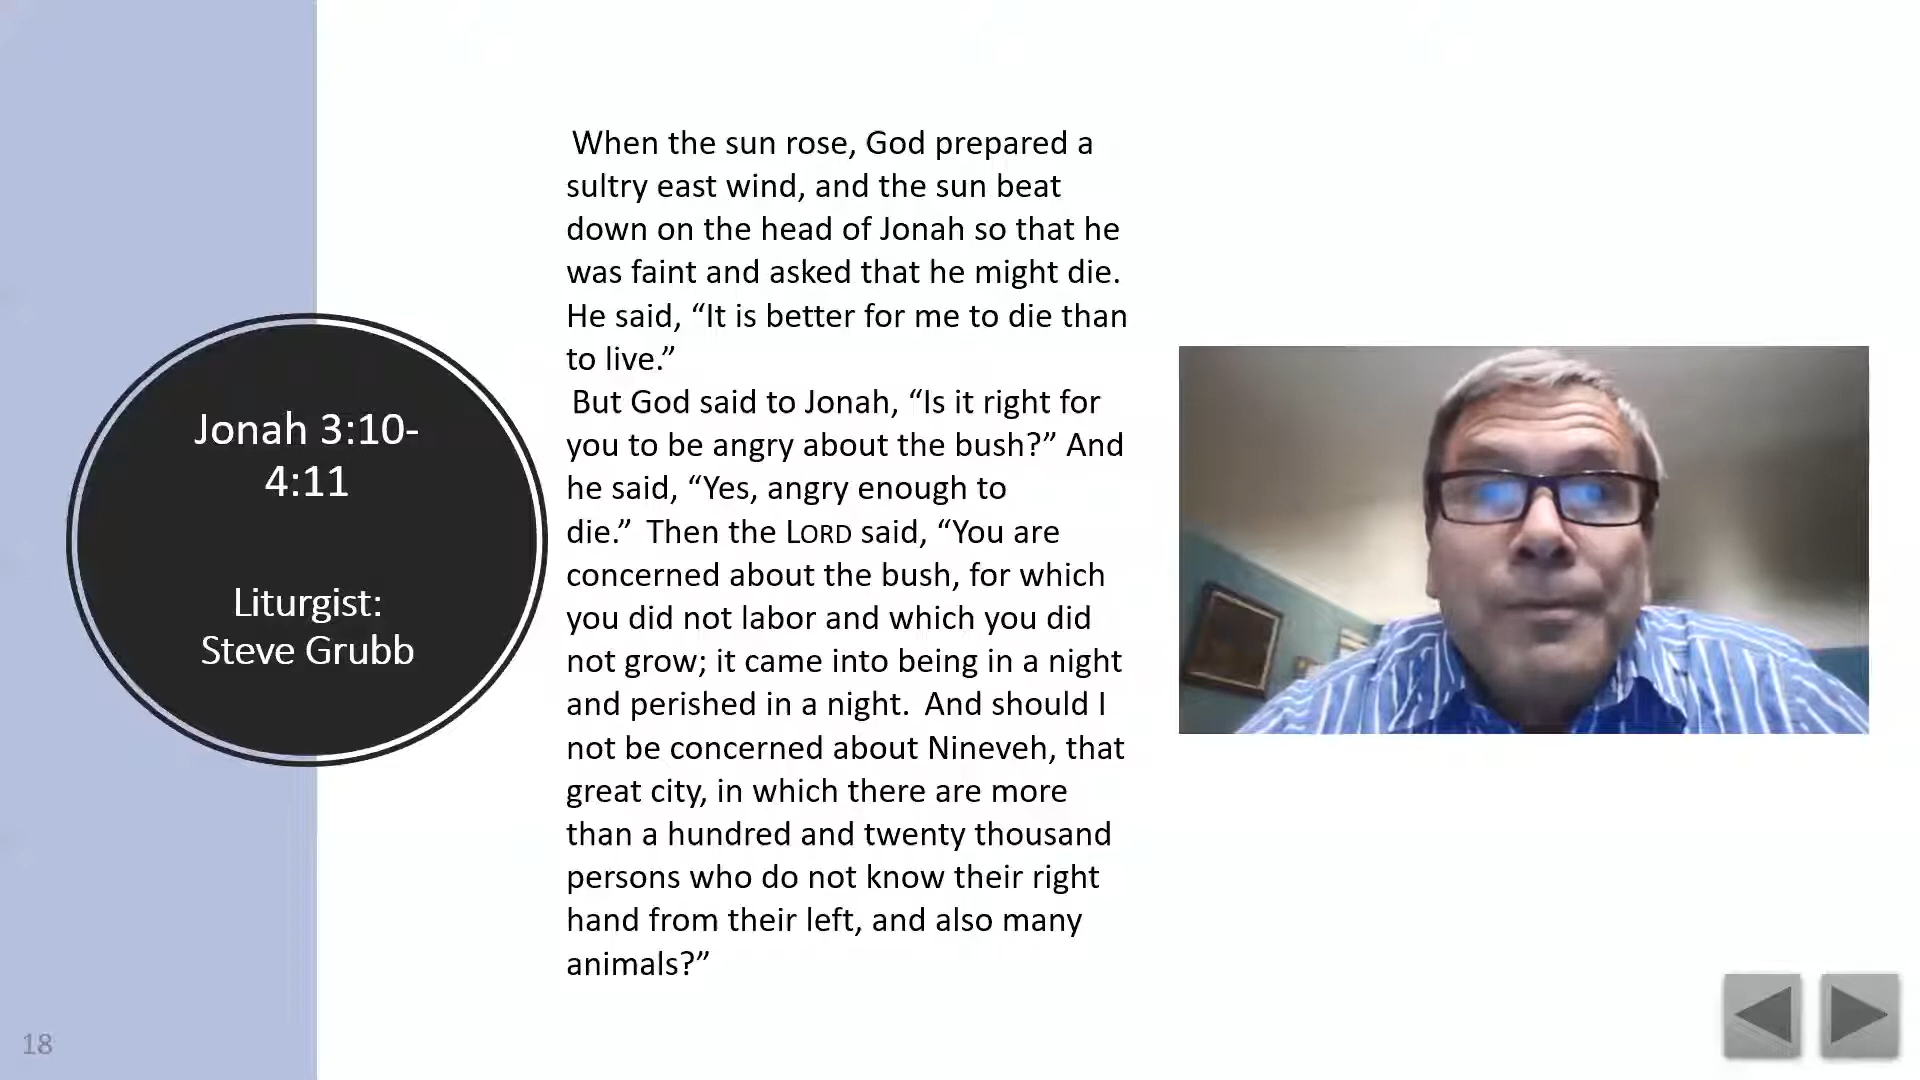 Jonah 3:10-
4:11
Liturgist:
Steve Grubb
When the sun rose, God prepared a
sultry east wind, and the sun beat
down on the head of Jonah so that he
was faint and asked that he might die.
He said, “It is better for me to die than
to live.”
But God said to Jonah, “Is it right for
you to be angry about the bush?” And
he said, “Yes, angry enough to
die.”  Then the LORD said, “You are
concerned about the bush, for which
you did not labor and which you did
not grow; it came into being in a night
and perished in a night.  And should I
not be concerned about Nineveh, that
great city, in which there are more
than a hundred and twenty thousand
persons who do not know their right
hand from their left, and also many
animals?”
18